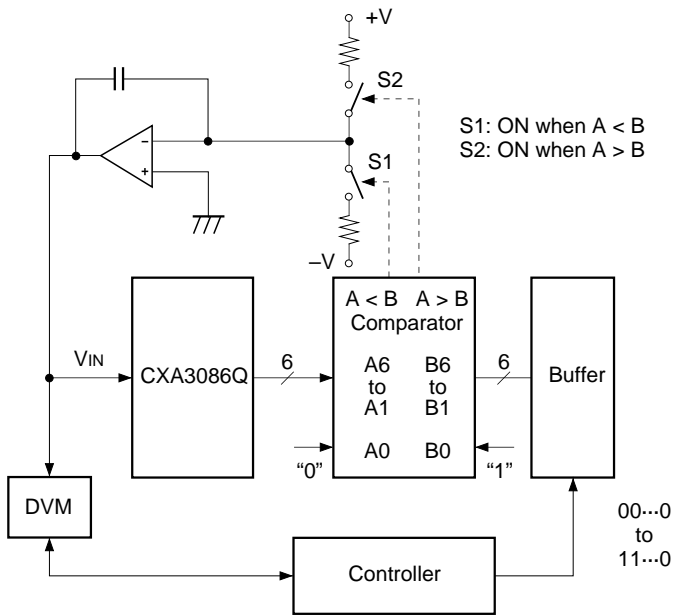 +V
S2
S1: ON when A < B
S2: ON when A > B
−
+
S1
–V
A < B A > B
Comparator
VIN
CXA3086Q
6
A6
to
A1
B6
to
B1
6
Buffer
A0 B0
“0”
“1”
DVM
00···0
to
11···0
Controller